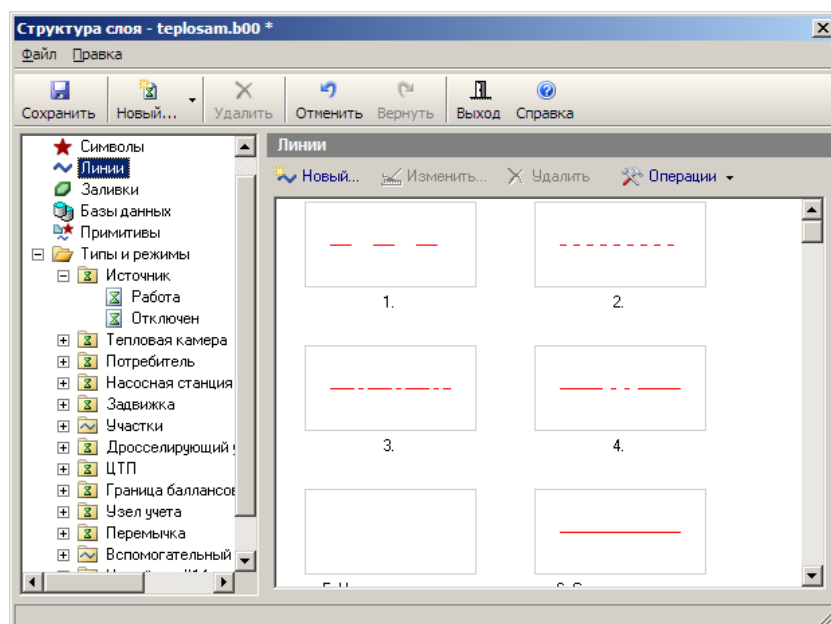 Структура слоя - teplosam.b00 *
Файл Правка
Сохранить Новый... Удалить Отменить Вернуть Выход Справка
Символы
Линии
Заливки
Базы данных
Примитивы
Типы и режимы
Источник
Работа
Отключен
Тепловая камера
Потребитель
Насосная станция
Задвижка
Участки
Дросселирующий
ЦТП
Граница баллансов
Узел учета
Перемычка
Вспомогательный
Линии
Новый... Изменить... Удалить Операции
1. 2.
3. 4.